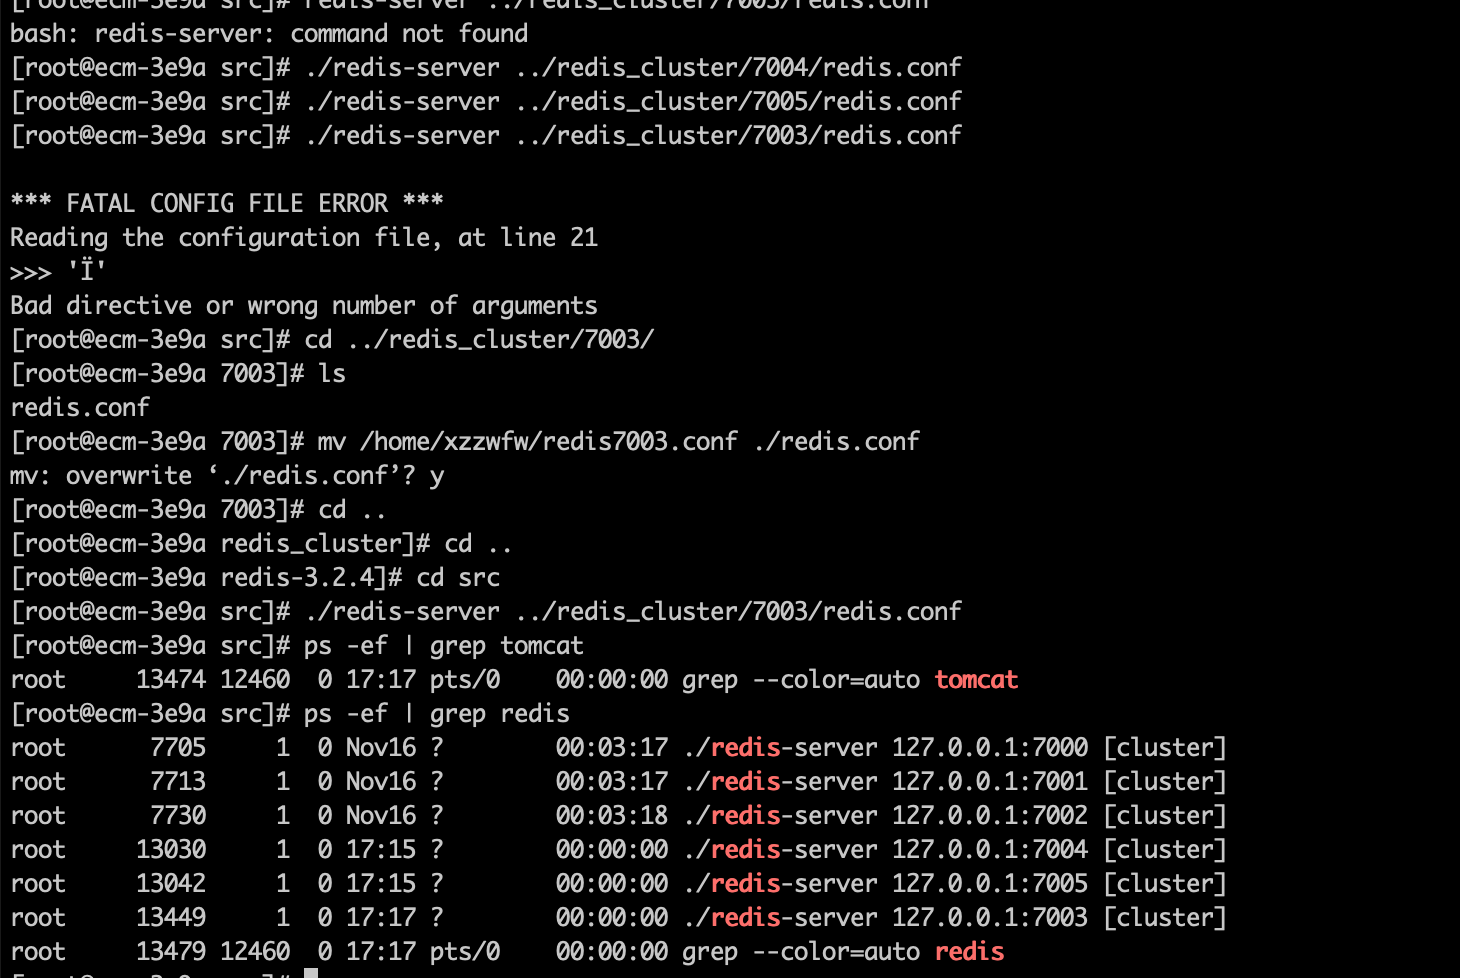 [root@ecm-3e9a src]# redis-server ../redis_cluster/7003/redis.conf
bash: redis-server: command not found
[root@ecm-3e9a src]# ./redis-server ../redis_cluster/7004/redis.conf
[root@ecm-3e9a src]# ./redis-server ../redis_cluster/7005/redis.conf
[root@ecm-3e9a src]# ./redis-server ../redis_cluster/7003/redis.conf
*** FATAL CONFIG FILE ERROR ***
Reading the configuration file, at line 21
>>> 'Ï'
Bad directive or wrong number of arguments
[root@ecm-3e9a src]# cd ../redis_cluster/7003/
[root@ecm-3e9a 7003]# ls
redis.conf
[root@ecm-3e9a 7003]# mv /home/xzzwfw/redis7003.conf ./redis.conf
mv: overwrite ‘./redis.conf’? y
[root@ecm-3e9a 7003]# cd ..
[root@ecm-3e9a redis_cluster]# cd ..
[root@ecm-3e9a redis-3.2.4]# cd src
[root@ecm-3e9a src]# ./redis-server ../redis_cluster/7003/redis.conf
[root@ecm-3e9a src]# ps -ef | grep tomcat
root     13474 12460  0 17:17 pts/0    00:00:00 grep --color=auto tomcat
[root@ecm-3e9a src]# ps -ef | grep redis
root      7705     1  0 Nov16 ?        00:03:17 ./redis-server 127.0.0.1:7000 [cluster]
root      7713     1  0 Nov16 ?        00:03:17 ./redis-server 127.0.0.1:7001 [cluster]
root      7730     1  0 Nov16 ?        00:03:18 ./redis-server 127.0.0.1:7002 [cluster]
root     13030     1  0 17:15 ?        00:00:00 ./redis-server 127.0.0.1:7004 [cluster]
root     13042     1  0 17:15 ?        00:00:00 ./redis-server 127.0.0.1:7005 [cluster]
root     13449     1  0 17:17 ?        00:00:00 ./redis-server 127.0.0.1:7003 [cluster]
root     13479 12460  0 17:17 pts/0    00:00:00 grep --color=auto redis